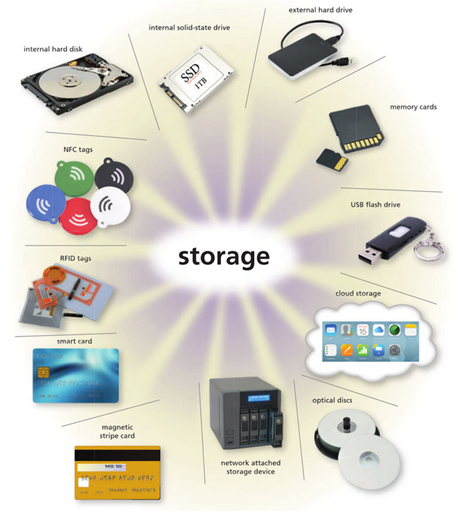 external hard drive
internal solid-state drive
internal hard disk
SSD
1TB
memory cards
NFC tags
USB flash drive
storage
RFID tags
cloud storage
smart card
optical discs
magnetic
stripe card
network attached
storage device